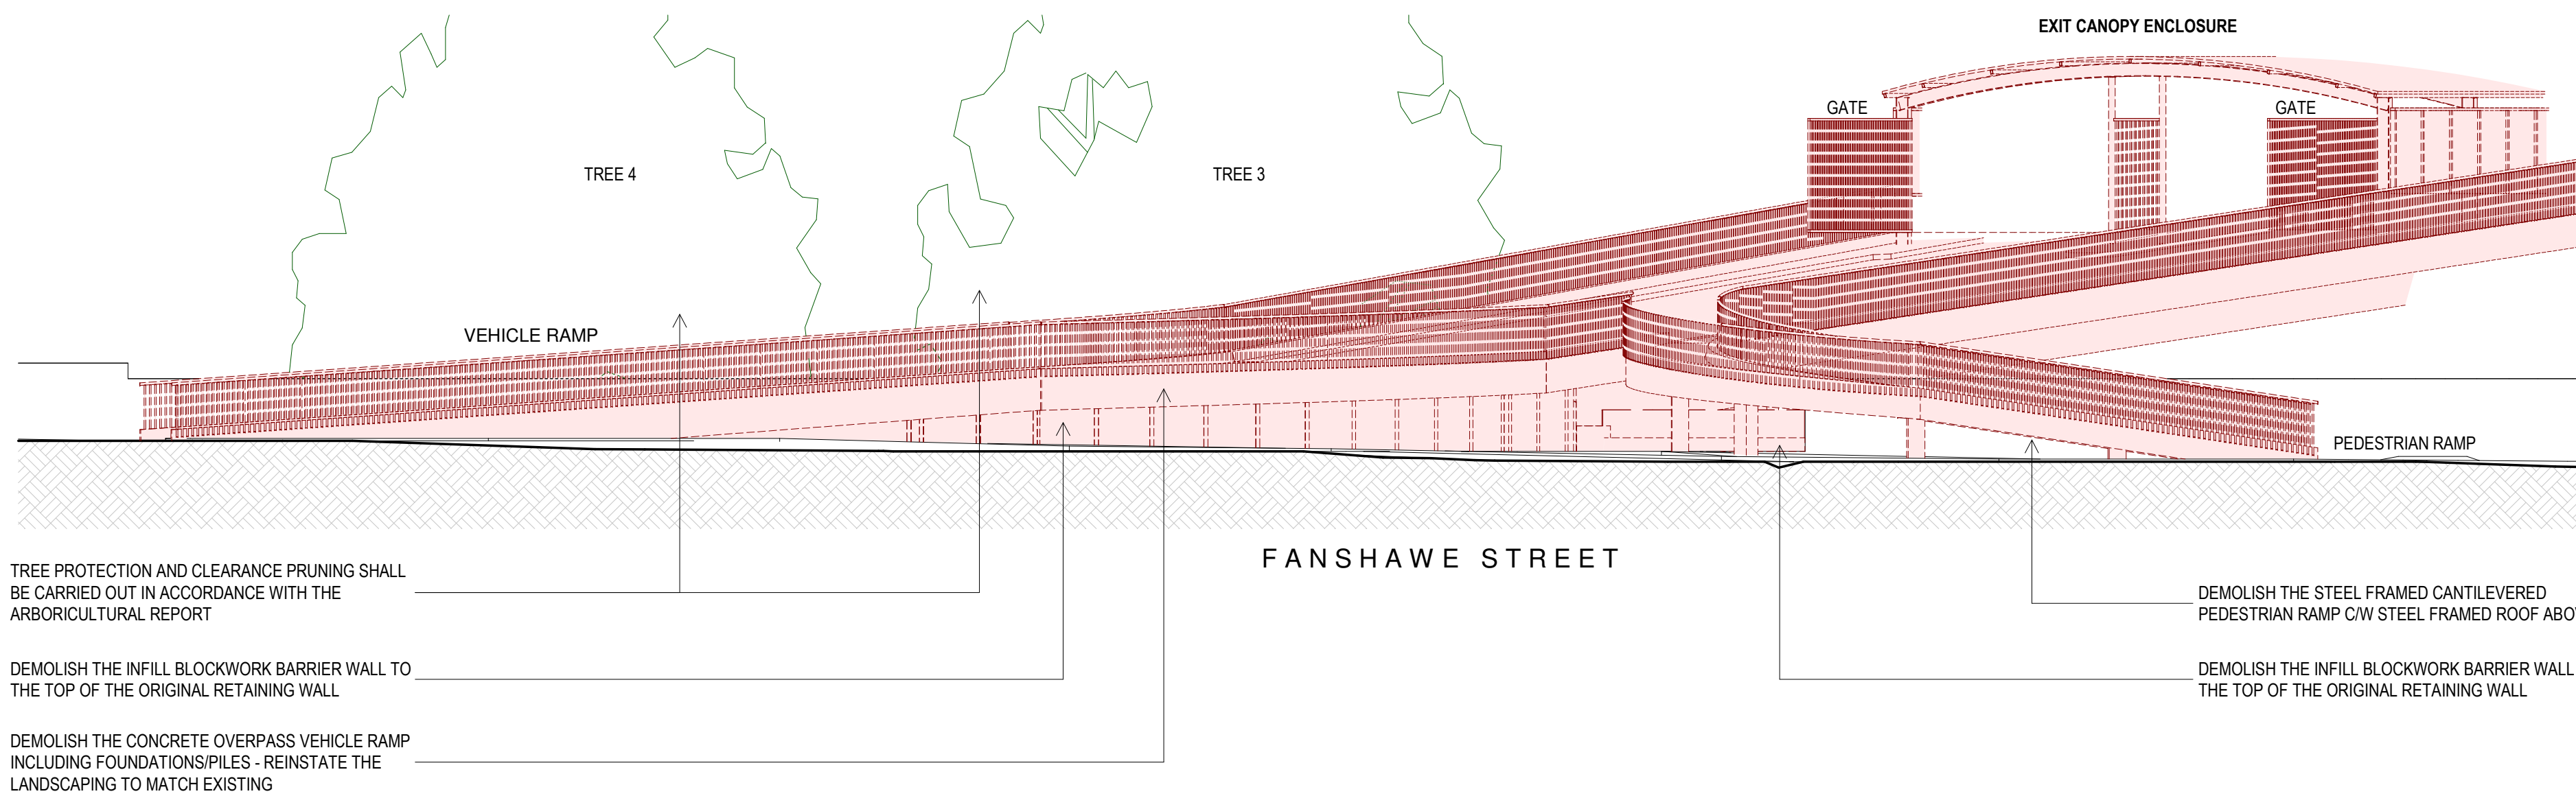 EXIT CANOPY ENCLOSURE
GATE
GATE
TREE 4
TREE 3
VEHICLE RAMP
PEDESTRIAN RAMP
FANSHAWE STREET
TREE PROTECTION AND CLEARANCE PRUNING SHALL
BE CARRIED OUT IN ACCORDANCE WITH THE
ARBORICULTURAL REPORT
DEMOLISH THE INFILL BLOCKWORK BARRIER WALL TO
THE TOP OF THE ORIGINAL RETAINING WALL
DEMOLISH THE CONCRETE OVERPASS VEHICLE RAMP
INCLUDING FOUNDATIONS/PILES - REINSTATE THE
LANDSCAPING TO MATCH EXISTING
DEMOLISH THE STEEL FRAMED CANTILEVERED
PEDESTRIAN RAMP C/W STEEL FRAMED ROOF
DEMOLISH THE INFILL BLOCKWORK BARRIER WALL
THE TOP OF THE ORIGINAL RETAINING WALL